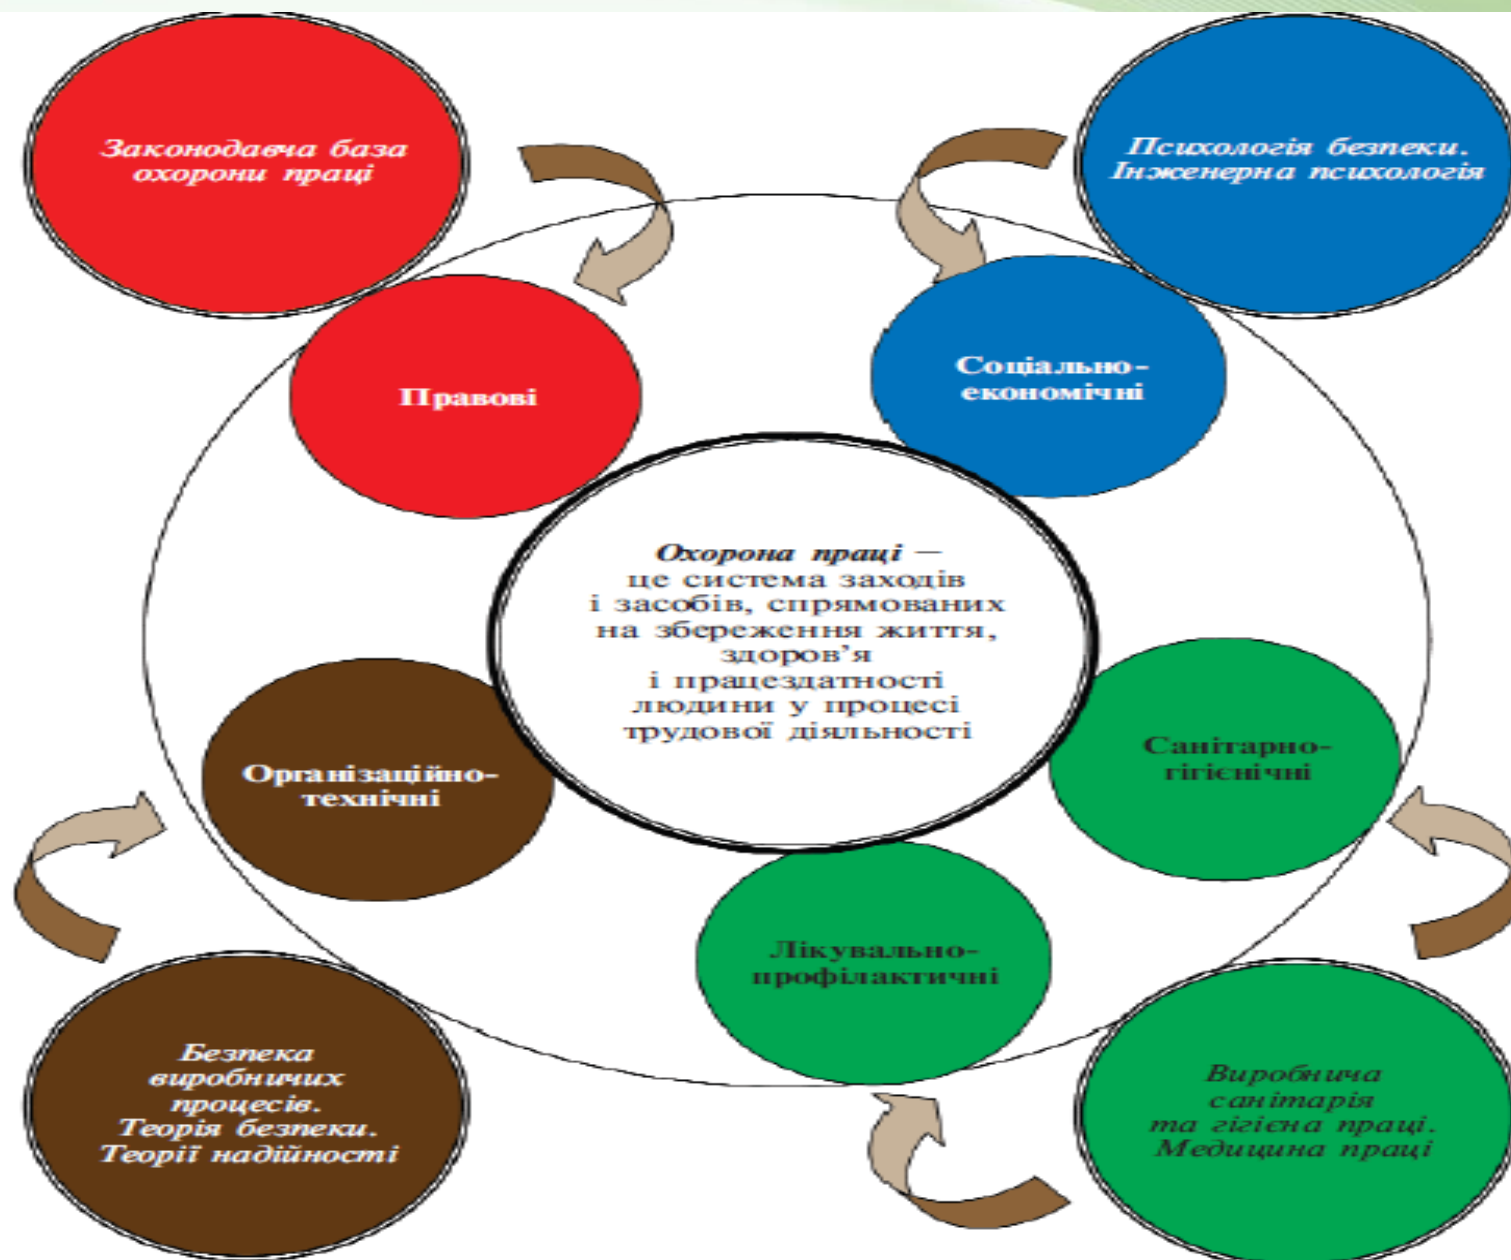 Законодавча база
охорони праці
Психологія безпеки.
Інженерна психологія
Правові
Соціально-
економічні
Охорона праці —
це система заходів
і засобів, спрямованих
на збереження життя,
здоров’я
і працездатності
людини у процесі
трудової діяльності
Організаційно-
технічні
Санітарно-
гігієнічні
Лікувально-
профілактичні
Безпека
виробничих
процесів.
Теорія безпеки.
Теорії надійності
Виробнича
санітарія
та гігієна праці.
Медицина праці